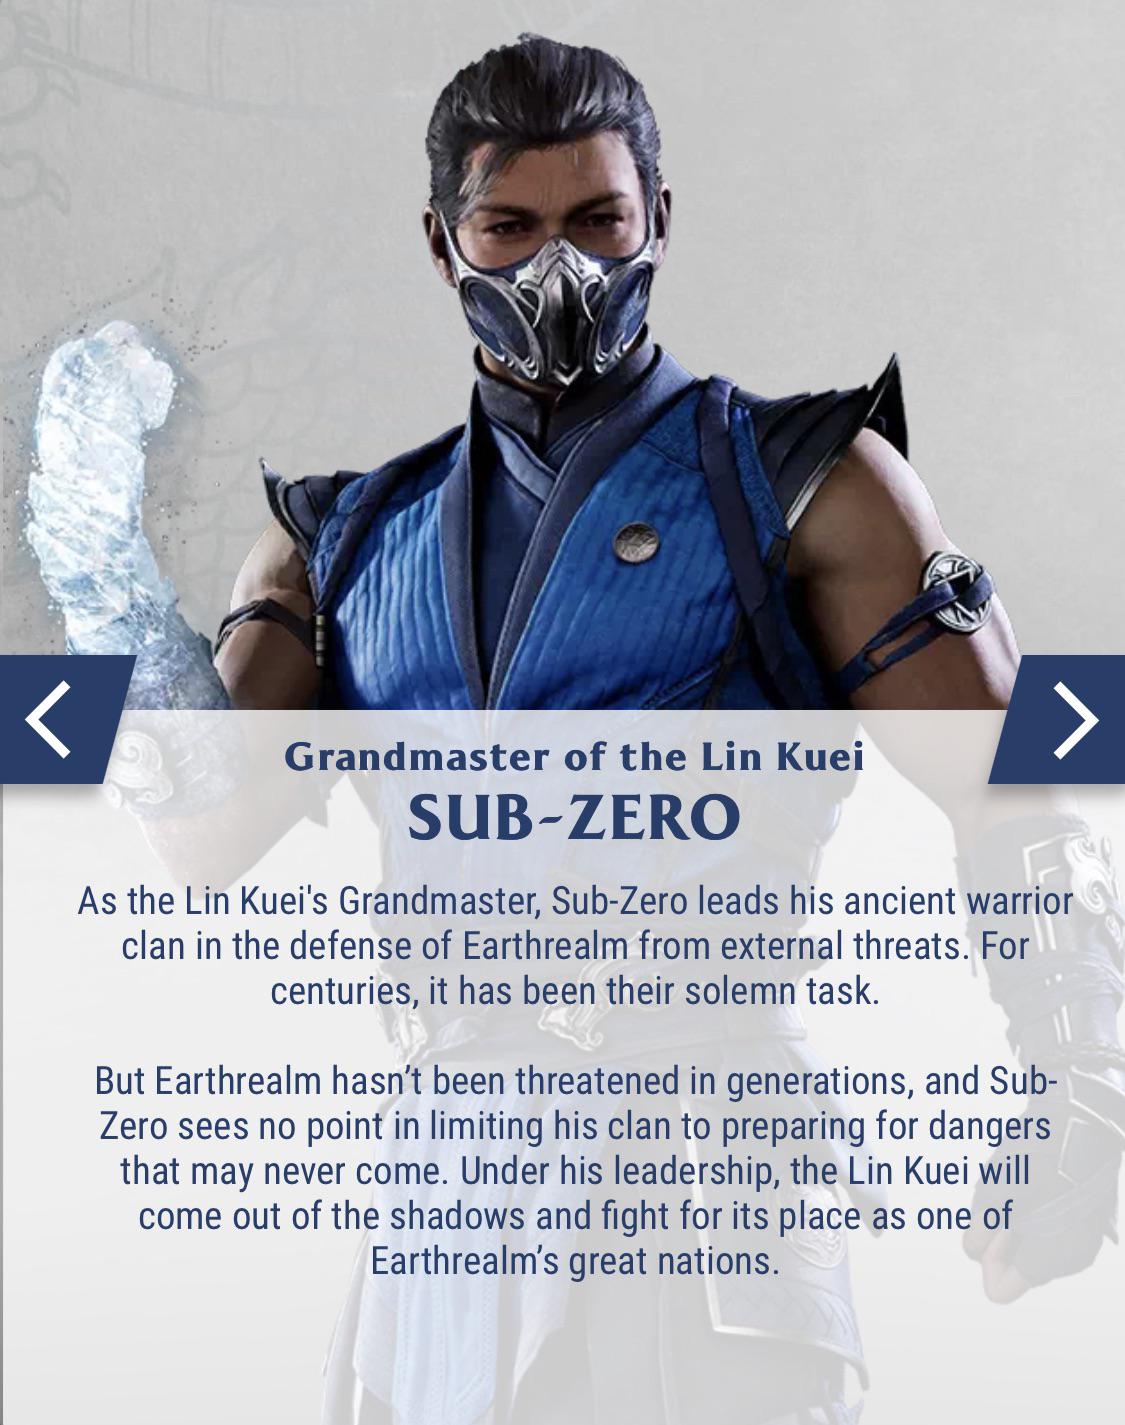 Grandmaster of the Lin Kuei
SUB-ZERO
As the Lin Kuei's Grandmaster, Sub-Zero leads his ancient warrior
clan in the defense of Earthrealm from external threats. For
centuries, it has been their solemn task.
But Earthrealm hasn’t been threatened in generations, and Sub-
Zero sees no point in limiting his clan to preparing for dangers
that may never come. Under his leadership, the Lin Kuei will
come out of the shadows and fight for its place as one of
Earthrealm’s great nations.